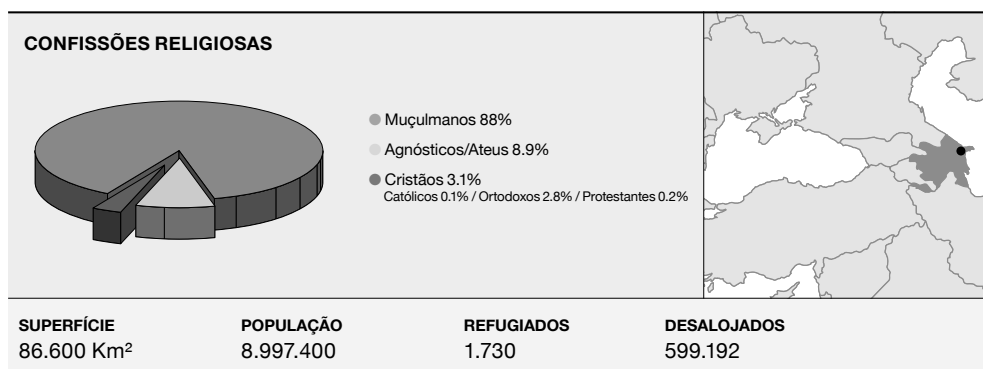 CONFISSÕES RELIGIOSAS
Muçulmanos 88%
Agnósticos/Ateus 8.9%
Cristãos 3.1%
Católicos 0.1% / Ortodoxos 2.8% / Protestantes 0.2%
SUPERFÍCIE POPULAÇÃO REFUGIADOS DESALOJADOS
86.600 Km² 8.997.400 1.730 599.192